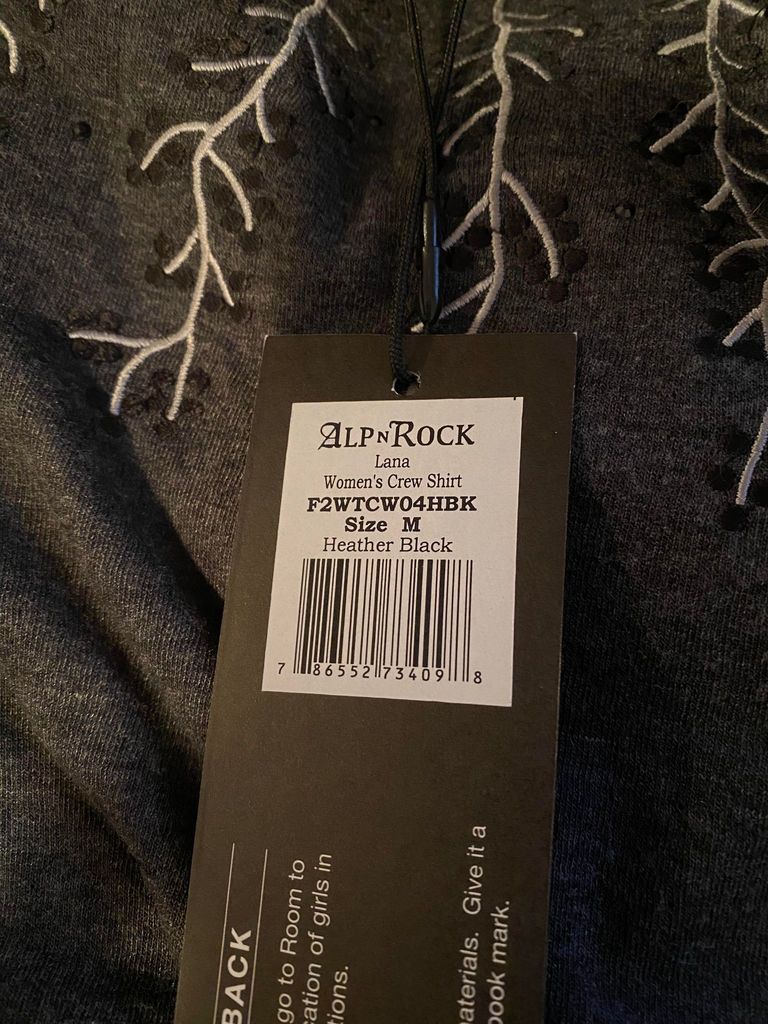 ALPNROCK
Lana
Women's Crew Shirt
F2WTCW04HBK
Size M
Heather Black
7 86552 73409 8
BACK
go to Room to
cation of girls in
tions.
aterials. Give it a
book mark.